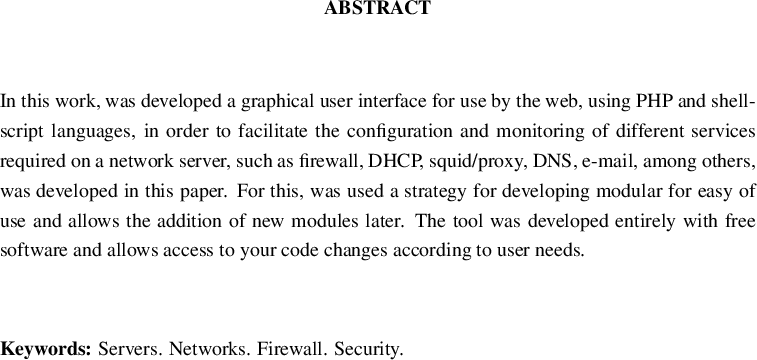 ABSTRACT
In this work, was developed a graphical user interface for use by the web, using PHP and shell-
script languages, in order to facilitate the configuration and monitoring of different services
required on a network server, such as firewall, DHCP, squid/proxy, DNS, e-mail, among others,
was developed in this paper. For this, was used a strategy for developing modular for easy of
use and allows the addition of new modules later. The tool was developed entirely with free
software and allows access to your code changes according to user needs.
Keywords: Servers. Networks. Firewall. Security.